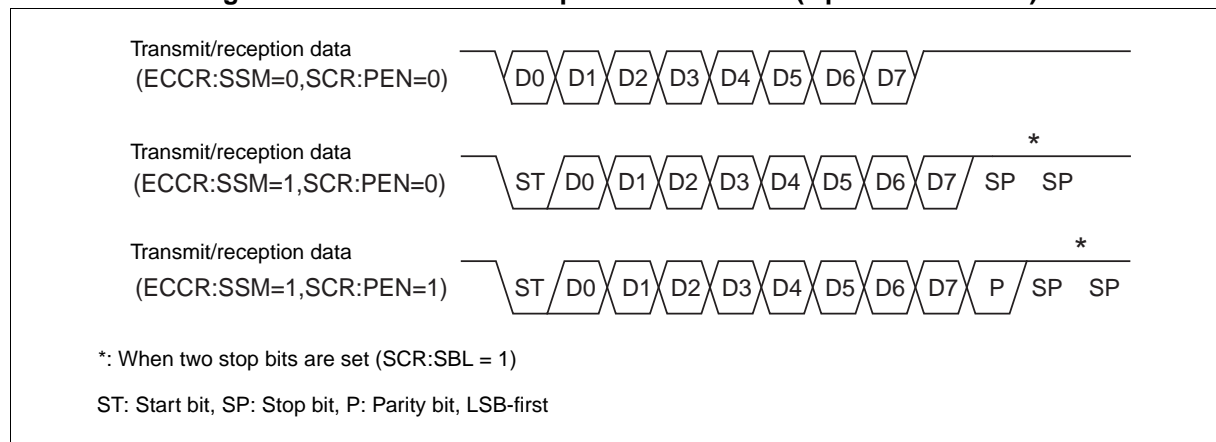 Transmit/reception data
(ECCR:SSM=0,SCR:PEN=0)
D0 D1 D2 D3 D4 D5 D6 D7
*
Transmit/reception data
(ECCR:SSM=1,SCR:PEN=0)
ST D0 D1 D2 D3 D4 D5 D6 D7 SP SP
*
Transmit/reception data
(ECCR:SSM=1,SCR:PEN=1)
ST D0 D1 D2 D3 D4 D5 D6 D7 P SP SP
*: When two stop bits are set (SCR:SBL = 1)
ST: Start bit, SP: Stop bit, P: Parity bit, LSB-first